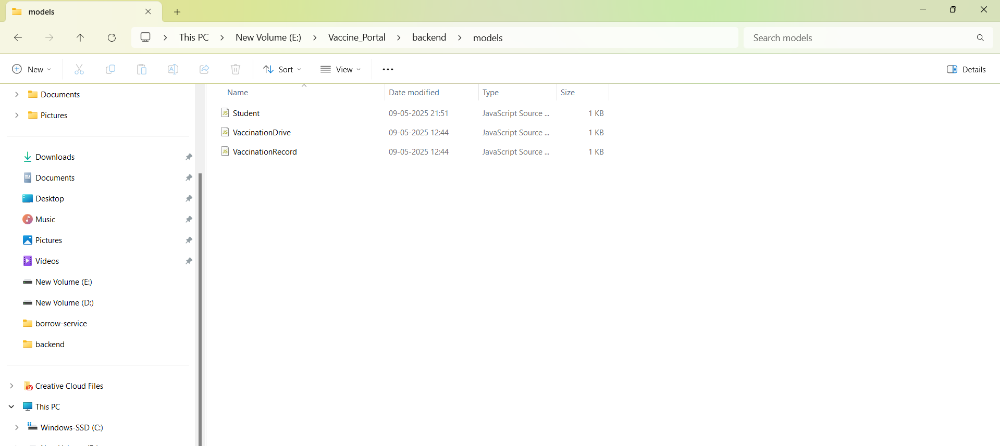 models
This PC > New Volume (E:) > Vaccine_Portal > backend > models
Search models
New
Sort
View
Details
Documents
Pictures
Downloads
Documents
Desktop
Music
Pictures
Videos
New Volume (E:)
New Volume (D:)
borrow-service
backend
Creative Cloud Files
This PC
Windows-SSD (C:)
Name Date modified Type Size
Student 09-05-2025 21:51 JavaScript Source ... 1 KB
VaccinationDrive 09-05-2025 12:44 JavaScript Source ... 1 KB
VaccinationRecord 09-05-2025 12:44 JavaScript Source ... 1 KB